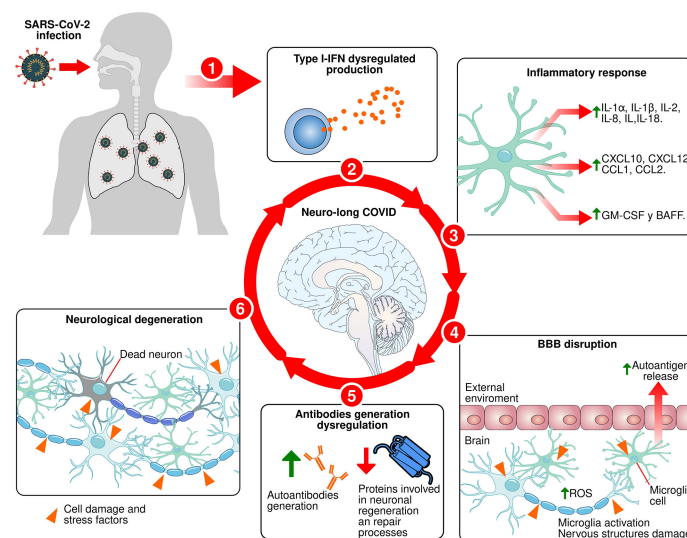 SARS-CoV-2
infection
1
Type I-IFN dysregulated
production
Inflammatory response
IL-1α, IL-1β, IL-2,
IL-8, IL,IL-18.
CXCL10, CXCL12
CCL1, CCL2.
GM-CSF y BAFF.
2
Neuro-long COVID
3
6
4
Neurological degeneration
Dead neuron
Cell damage and
stress factors
5
Antibodies generation
dysregulation
Autoantibodies
generation
Proteins involved
in neuronal
regeneration
an repair
processes
BBB disruption
Autoantigen
release
External
enviroment
Brain
ROS
Microgli
cell
Microglia activation
Nervous structures damage